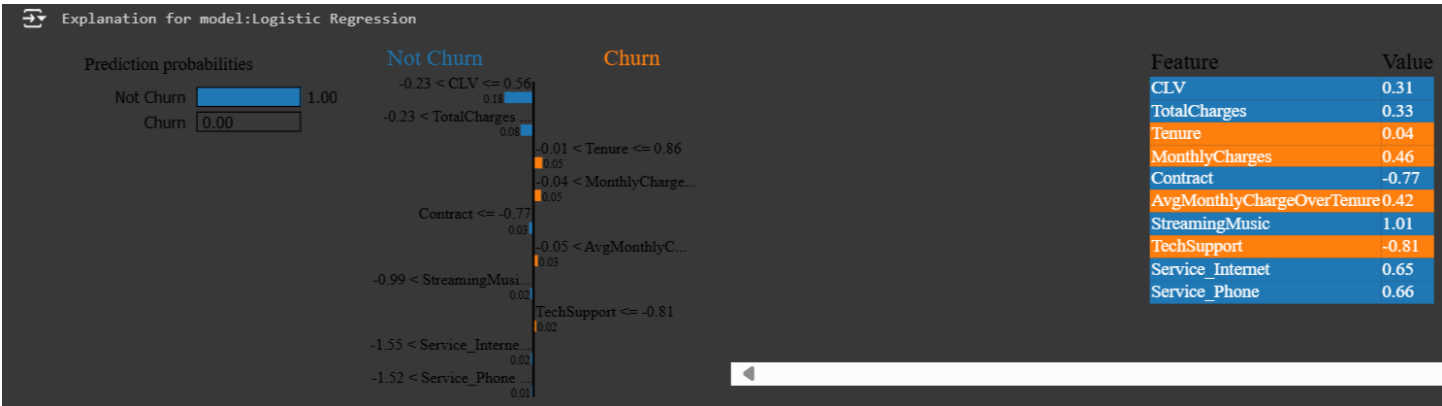 Explanation for model:Logistic Regression
Prediction probabilities
Not Churn 1.00
Churn 0.00
Not Churn Churn
-0.23 < CLV <= 0.56
0.18
-0.23 < TotalCharges ...
0.08
-0.01 < Tenure <= 0.86
0.05
-0.04 < MonthlyCharge...
0.05
Contract <= -0.77
0.03
-0.05 < AvgMonthlyC...
0.03
-0.99 < StreamingMusi...
0.02
TechSupport <= -0.81
0.02
-1.55 < Service_Interne...
0.02
-1.52 < Service_Phone ...
0.01
Feature Value
CLV 0.31
TotalCharges 0.33
Tenure 0.04
MonthlyCharges 0.46
Contract -0.77
AvgMonthlyChargeOverTenure 0.42
StreamingMusic 1.01
TechSupport -0.81
Service_Internet 0.65
Service_Phone 0.66